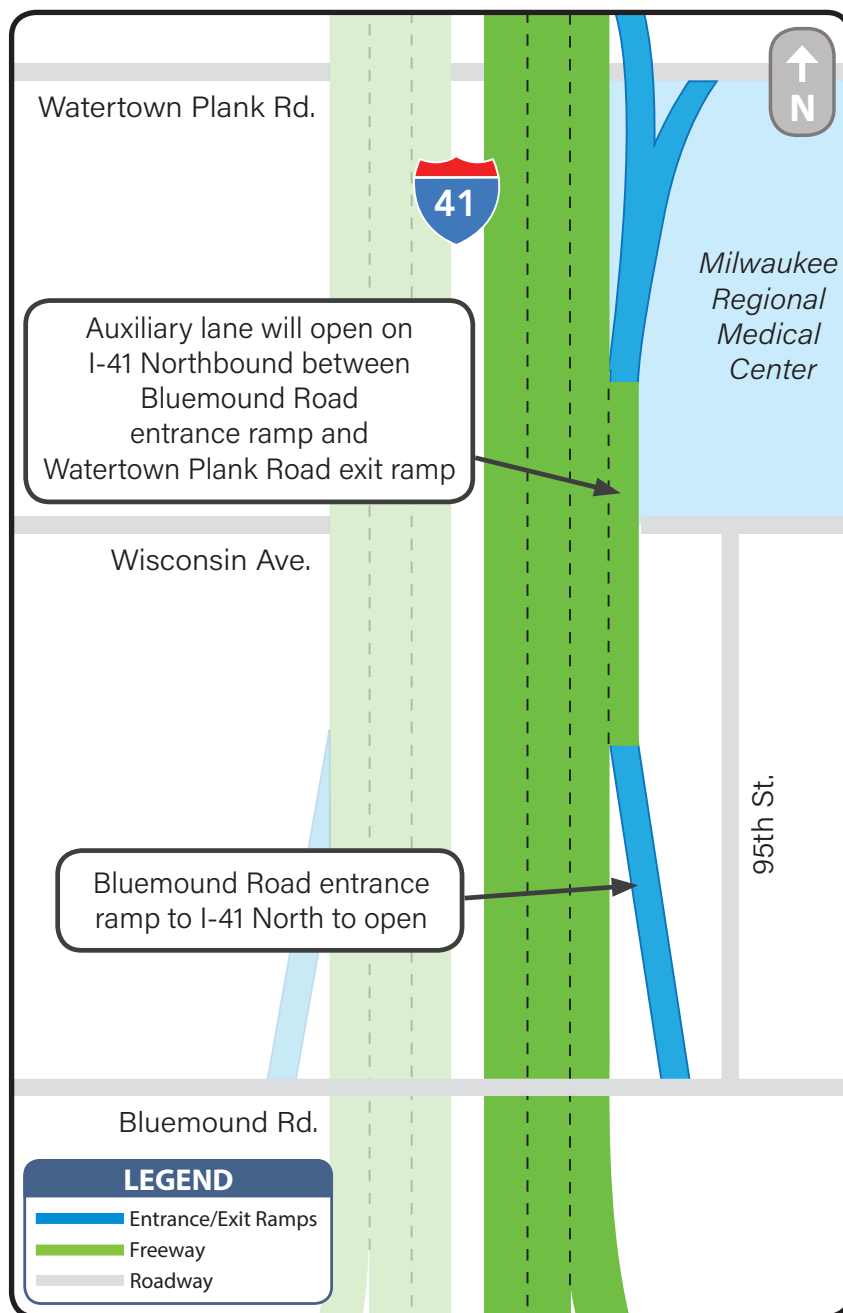 N
Watertown Plank Rd.
41
Milwaukee
Regional
Medical
Center
Auxiliary lane will open on
I-41 Northbound between
Bluemound Road
entrance ramp and
Watertown Plank Road exit ramp
Wisconsin Ave.
95th St.
Bluemound Road entrance
ramp to I-41 North to open
Bluemound Rd.
LEGEND
Entrance/Exit Ramps
Freeway
Roadway